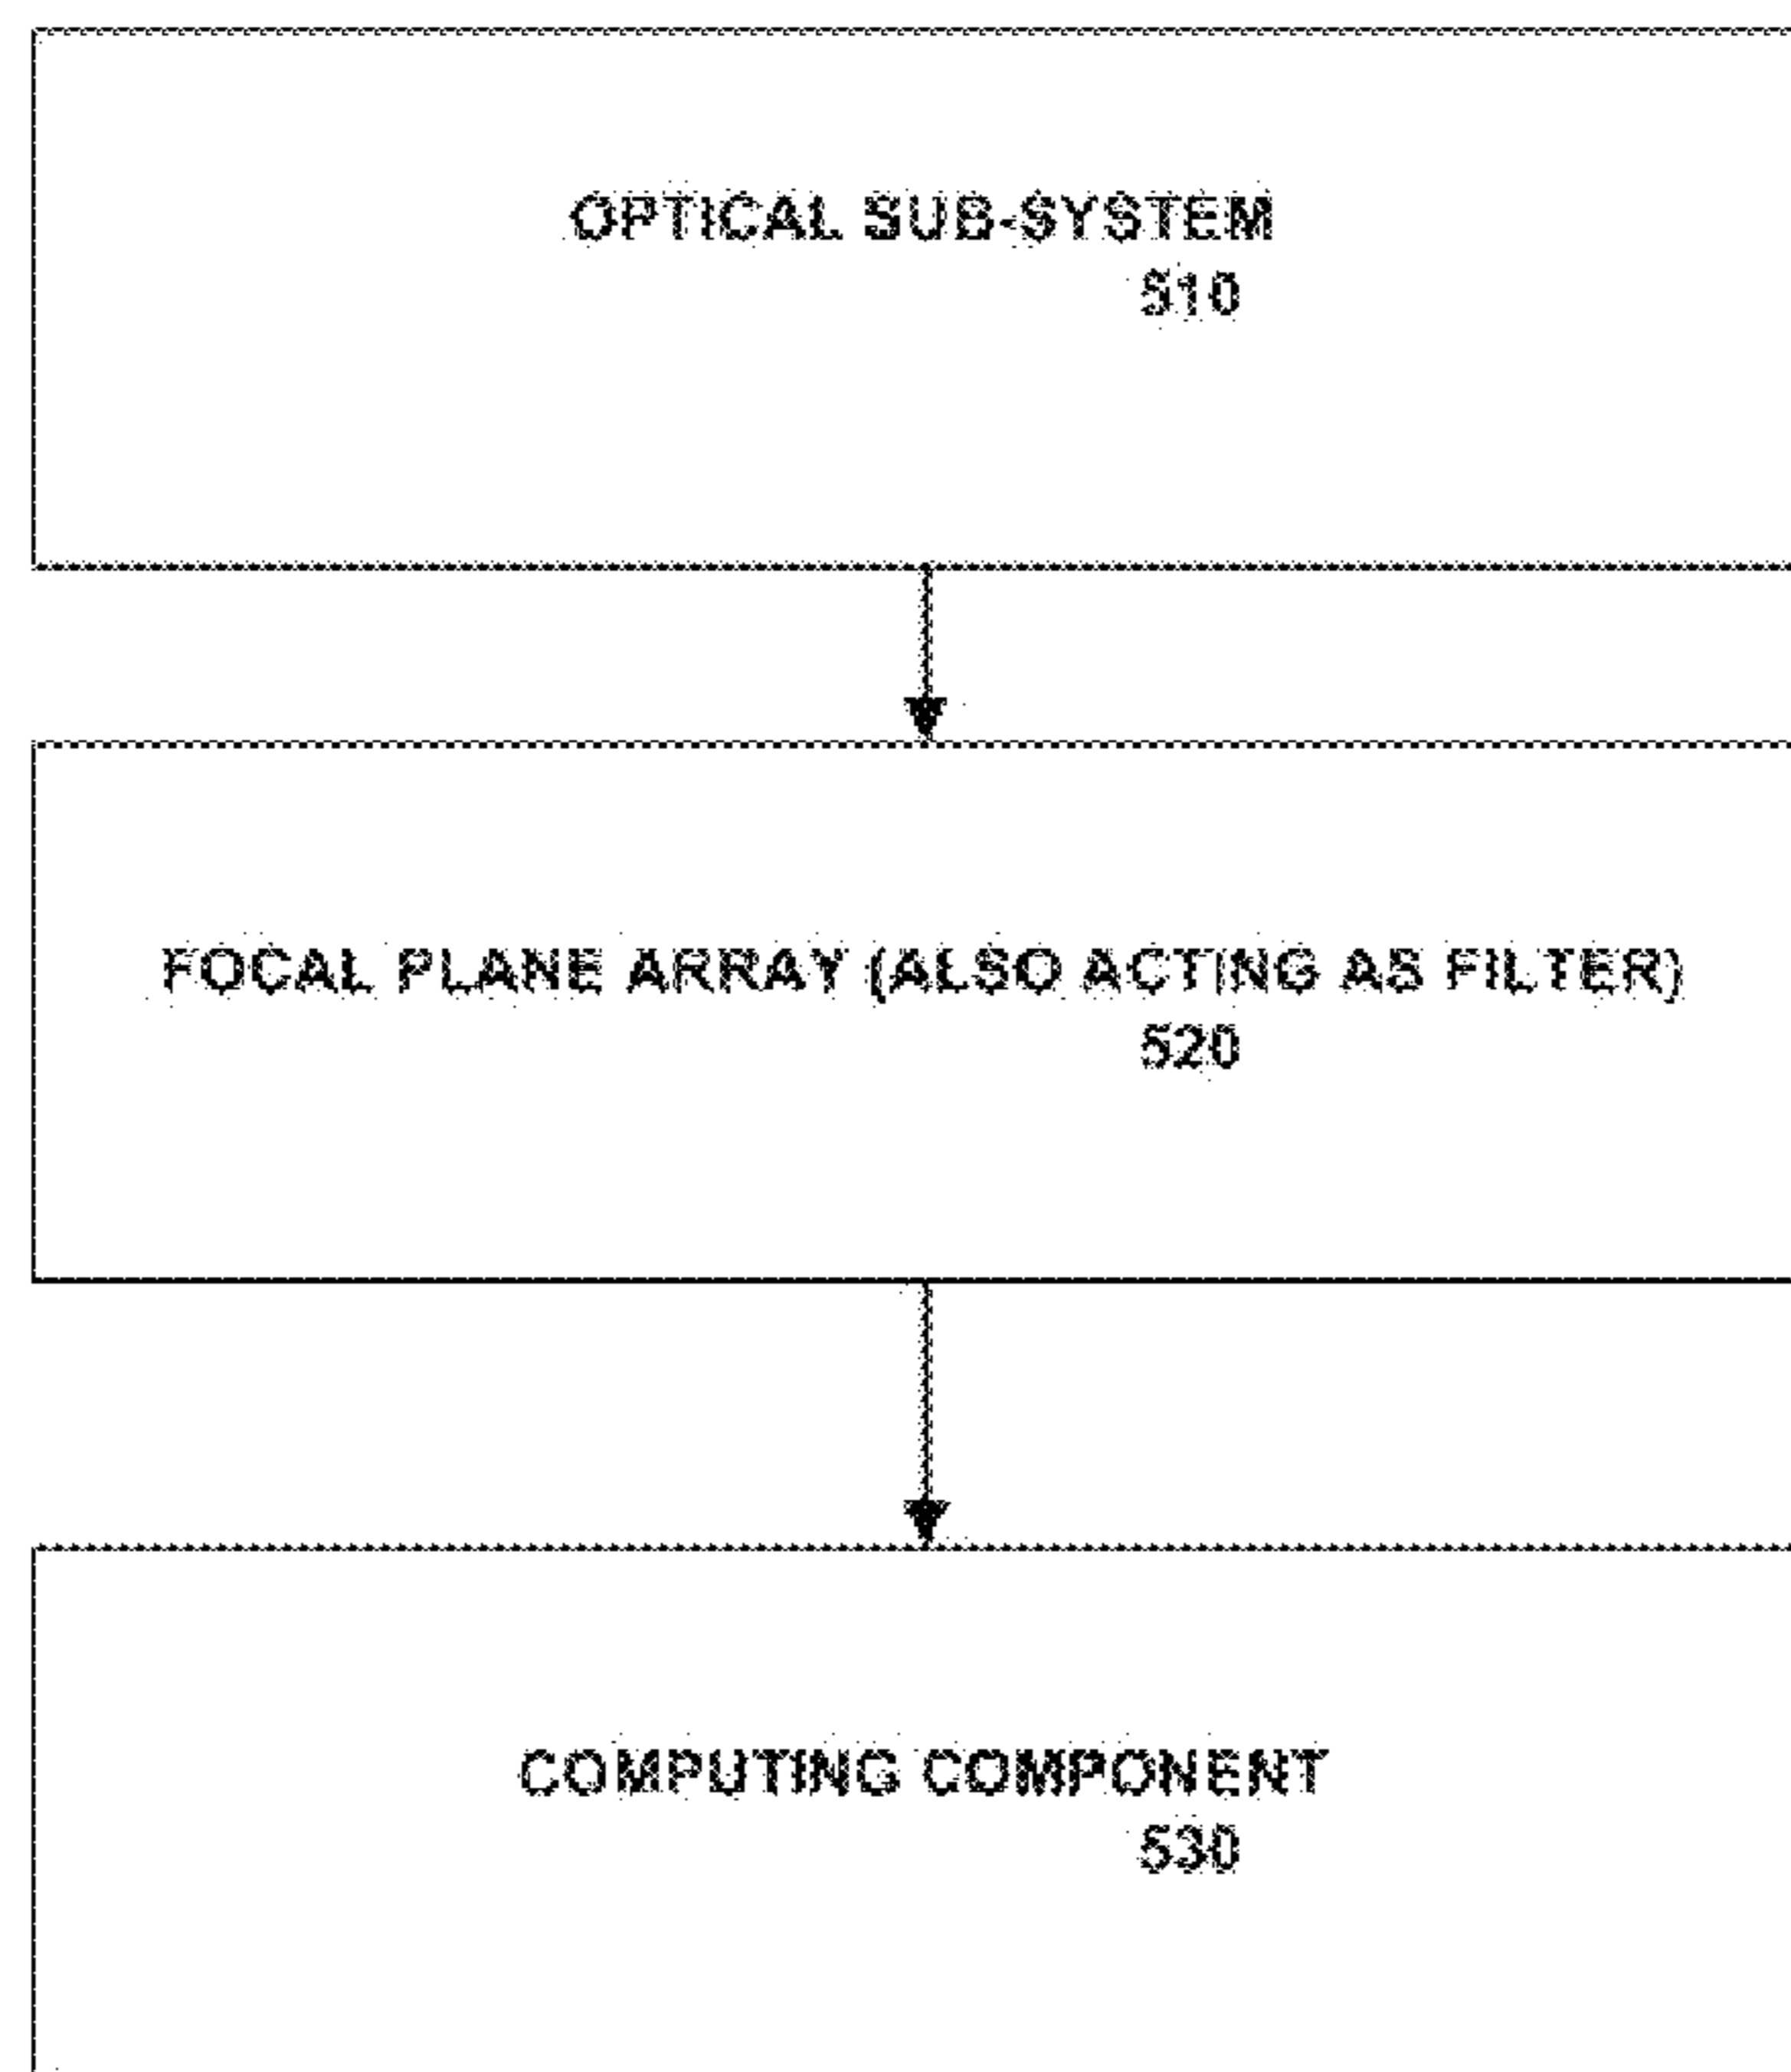 OPTICAL SUB-SYSTEM
510
FOCAL PLANE ARRAY (ALSO ACTING AS FILTER)
520
COMPUTING COMPONENT
530